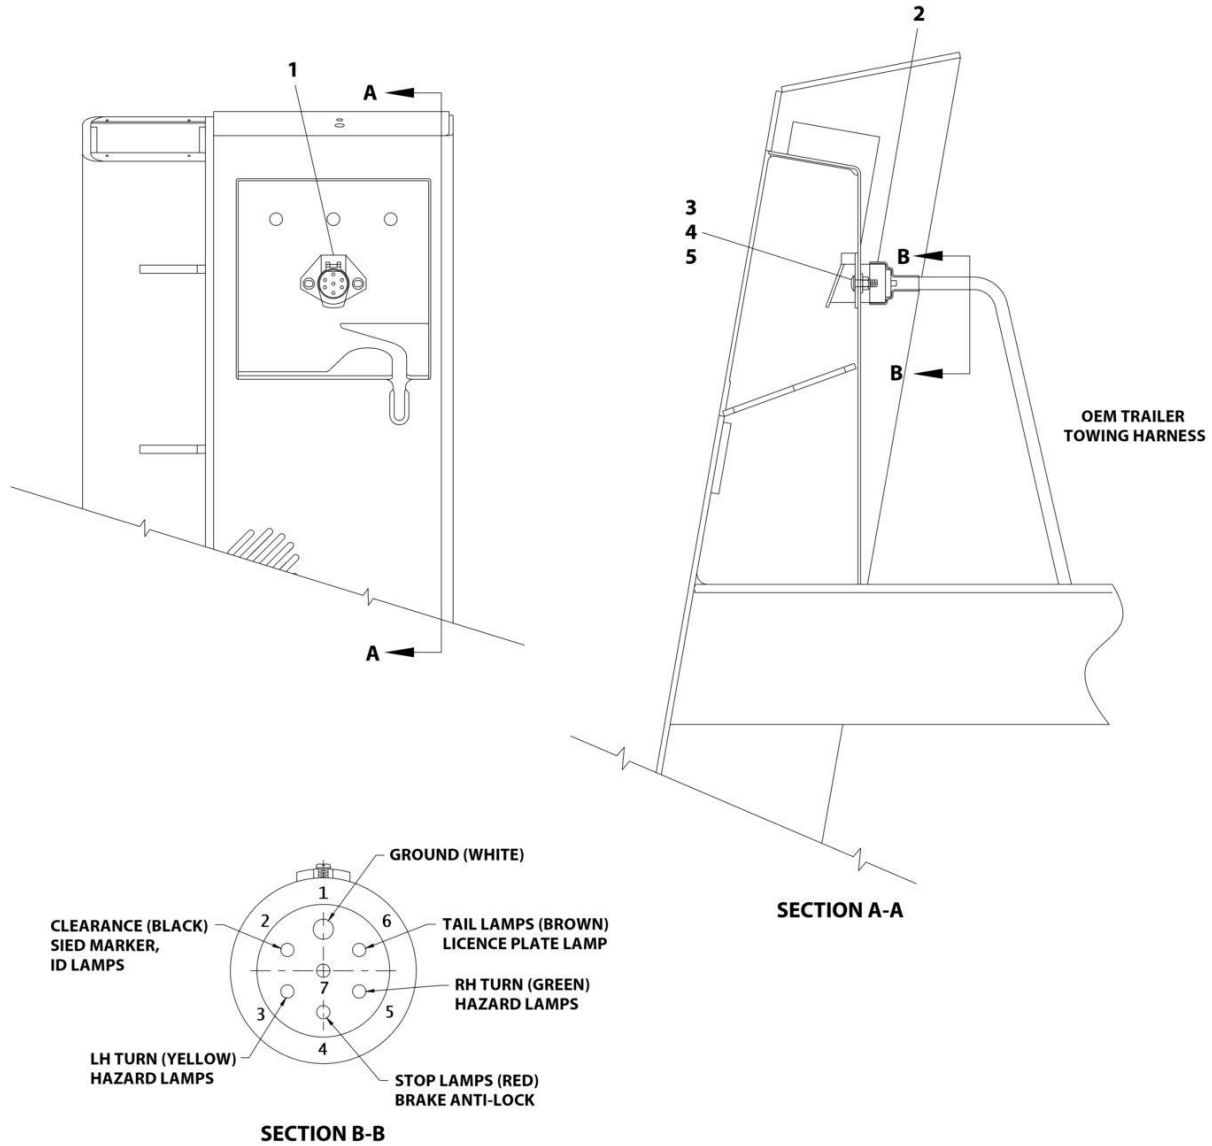 1
A
A
2
3
4
5
B
B
OEM TRAILER
TOWING HARNESS
SECTION A-A
GROUND (WHITE)
CLEARANCE (BLACK)
SIED MARKER,
ID LAMPS
TAIL LAMPS (BROWN)
LICENCE PLATE LAMP
RH TURN (GREEN)
HAZARD LAMPS
LH TURN (YELLOW)
HAZARD LAMPS
STOP LAMPS (RED)
BRAKE ANTI-LOCK
1
2
6
7
3
5
4
SECTION B-B